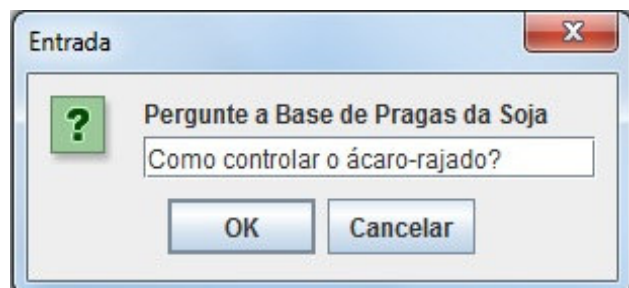 Entrada
Pergunte a Base de Pragas da Soja
Como controlar o ácaro-rajado?
OK Cancelar